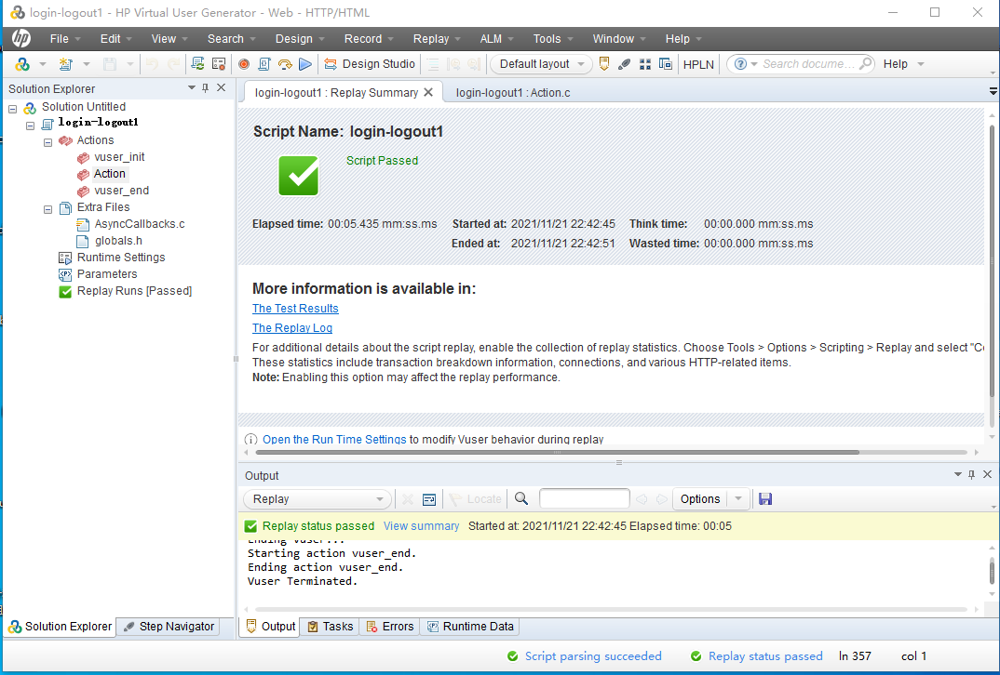 login-logout1 - HP Virtual User Generator - Web - HTTP/HTML
hp File Edit View Search Design Record Replay ALM Tools Window Help
Design Studio Default layout HPLN Search docume... Help
Solution Explorer
login-logout1 : Replay Summary login-logout1 : Action.c
Solution Untitled
login-logout1
Actions
vuser_init
Action
vuser_end
Extra Files
AsyncCallbacks.c
globals.h
Runtime Settings
Parameters
Replay Runs [Passed]
Script Name: login-logout1
Script Passed
Elapsed time: 00:05.435 mm:ss.ms Started at: 2021/11/21 22:42:45 Think time: 00:00.000 mm:ss.ms
Ended at: 2021/11/21 22:42:51 Wasted time: 00:00.000 mm:ss.ms
More information is available in:
The Test Results
The Replay Log
For additional details about the script replay, enable the collection of replay statistics. Choose Tools > Options > Scripting > Replay and select "Co
These statistics include transaction breakdown information, connections, and various HTTP-related items.
Note: Enabling this option may affect the replay performance.
Open the Run Time Settings to modify Vuser behavior during replay
Output
Replay Locate Options
Replay status passed View summary Started at: 2021/11/21 22:42:45 Elapsed time: 00:05
Ending Vuser...
Starting action vuser_end.
Ending action vuser_end.
Vuser Terminated.
Solution Explorer Step Navigator
Output Tasks Errors Runtime Data
Script parsing succeeded Replay status passed ln 357 col 1